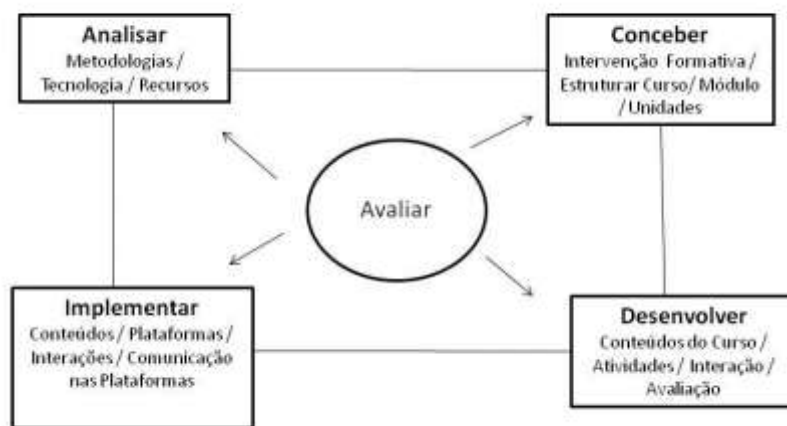 Analisar
Metodologias /
Tecnologia / Recursos
Conceber
Intervenção Formativa /
Estruturar Curso/ Módulo
/ Unidades
Avaliar
Implementar
Conteúdos / Plataformas /
Interações / Comunicação
nas Plataformas
Desenvolver
Conteúdos do Curso /
Atividades / Interação /
Avaliação